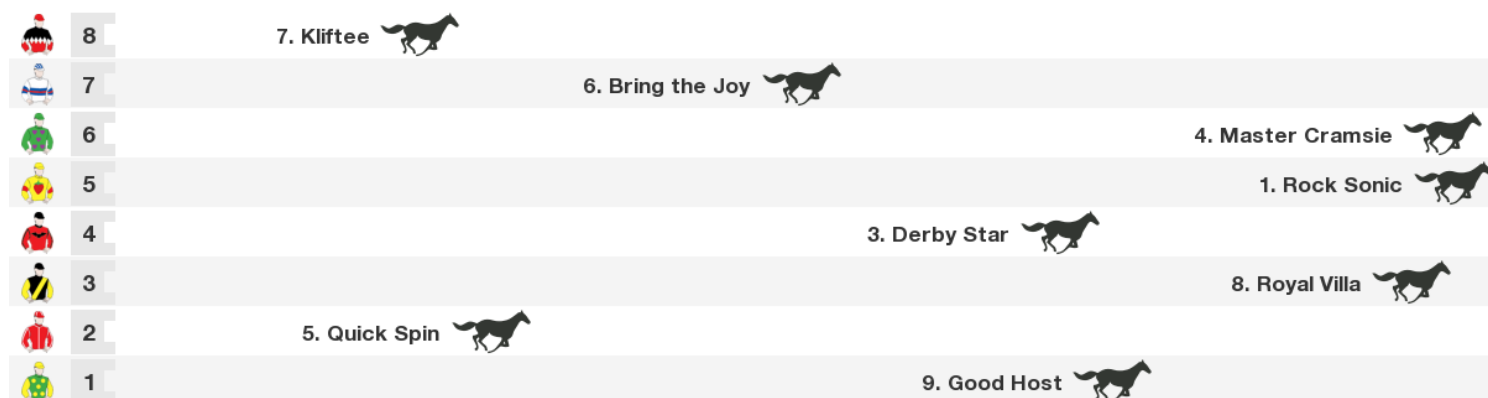 8 7. Kliftee
7 6. Bring the Joy
6 4. Master Cramsie
5 1. Rock Sonic
4 3. Derby Star
3 8. Royal Villa
2 5. Quick Spin
1 9. Good Host